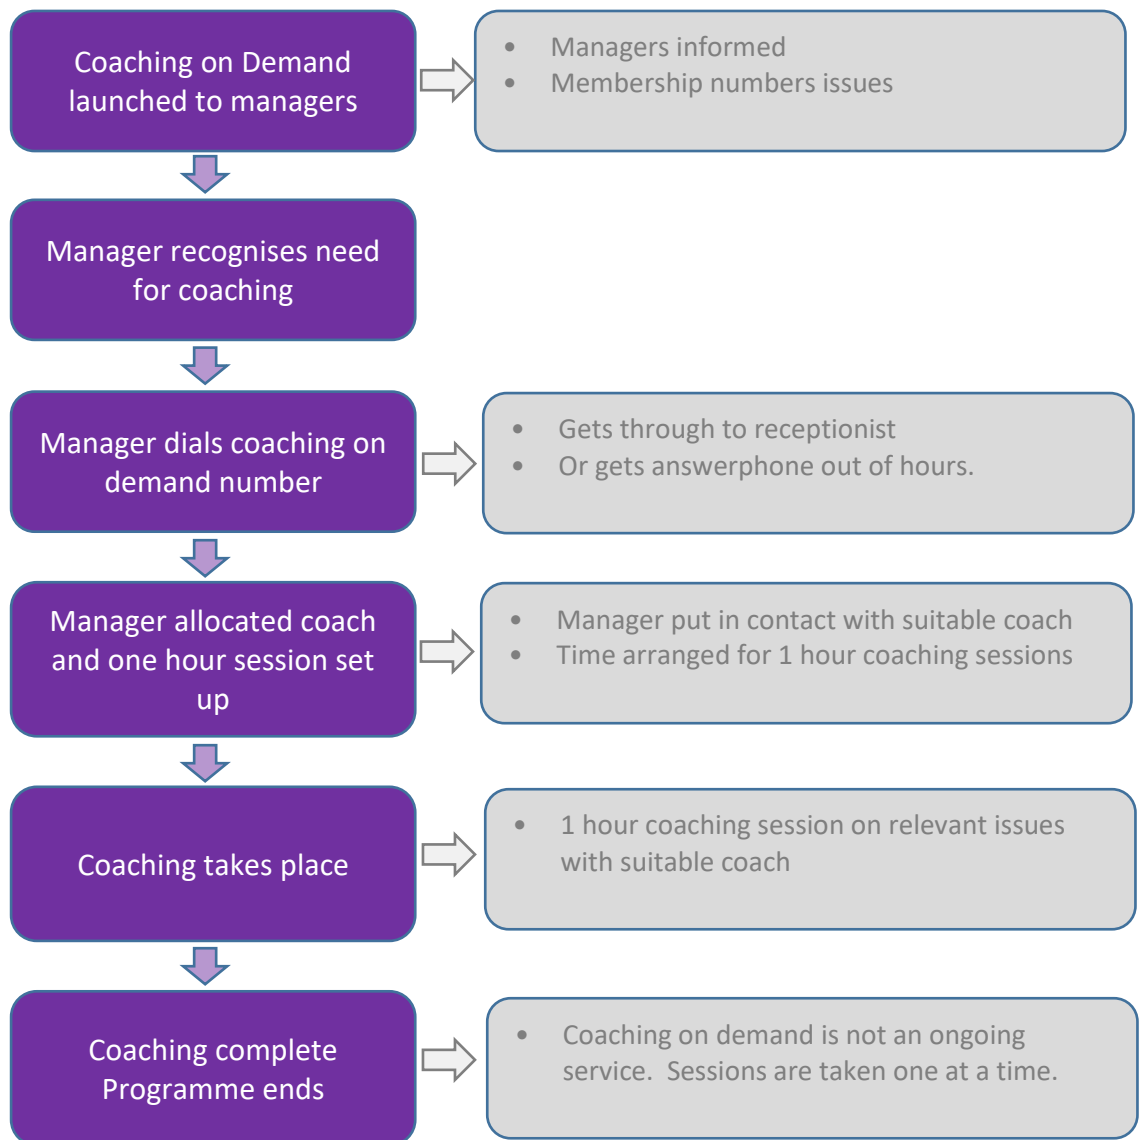 Coaching on Demand
launched to managers
• Managers informed
• Membership numbers issues
Manager recognises need
for coaching
Manager dials coaching on
demand number
• Gets through to receptionist
• Or gets answerphone out of hours.
Manager allocated coach
and one hour session set
up
• Manager put in contact with suitable coach
• Time arranged for 1 hour coaching sessions
Coaching takes place
• 1 hour coaching session on relevant issues
with suitable coach
Coaching complete
Programme ends
• Coaching on demand is not an ongoing
service.  Sessions are taken one at a time.